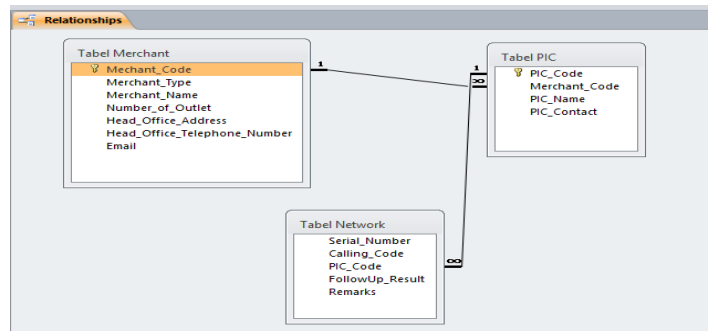 Relationships
Tabel Merchant
Mechant_Code
Merchant_Type
Merchant_Name
Number_of_Outlet
Head_Office_Address
Head_Office_Telephone_Number
Email
1
1
∞
Tabel PIC
PIC_Code
Merchant_Code
PIC_Name
PIC_Contact
Tabel Network
Serial_Number
Calling_Code
PIC_Code
FollowUp_Result
Remarks
∞